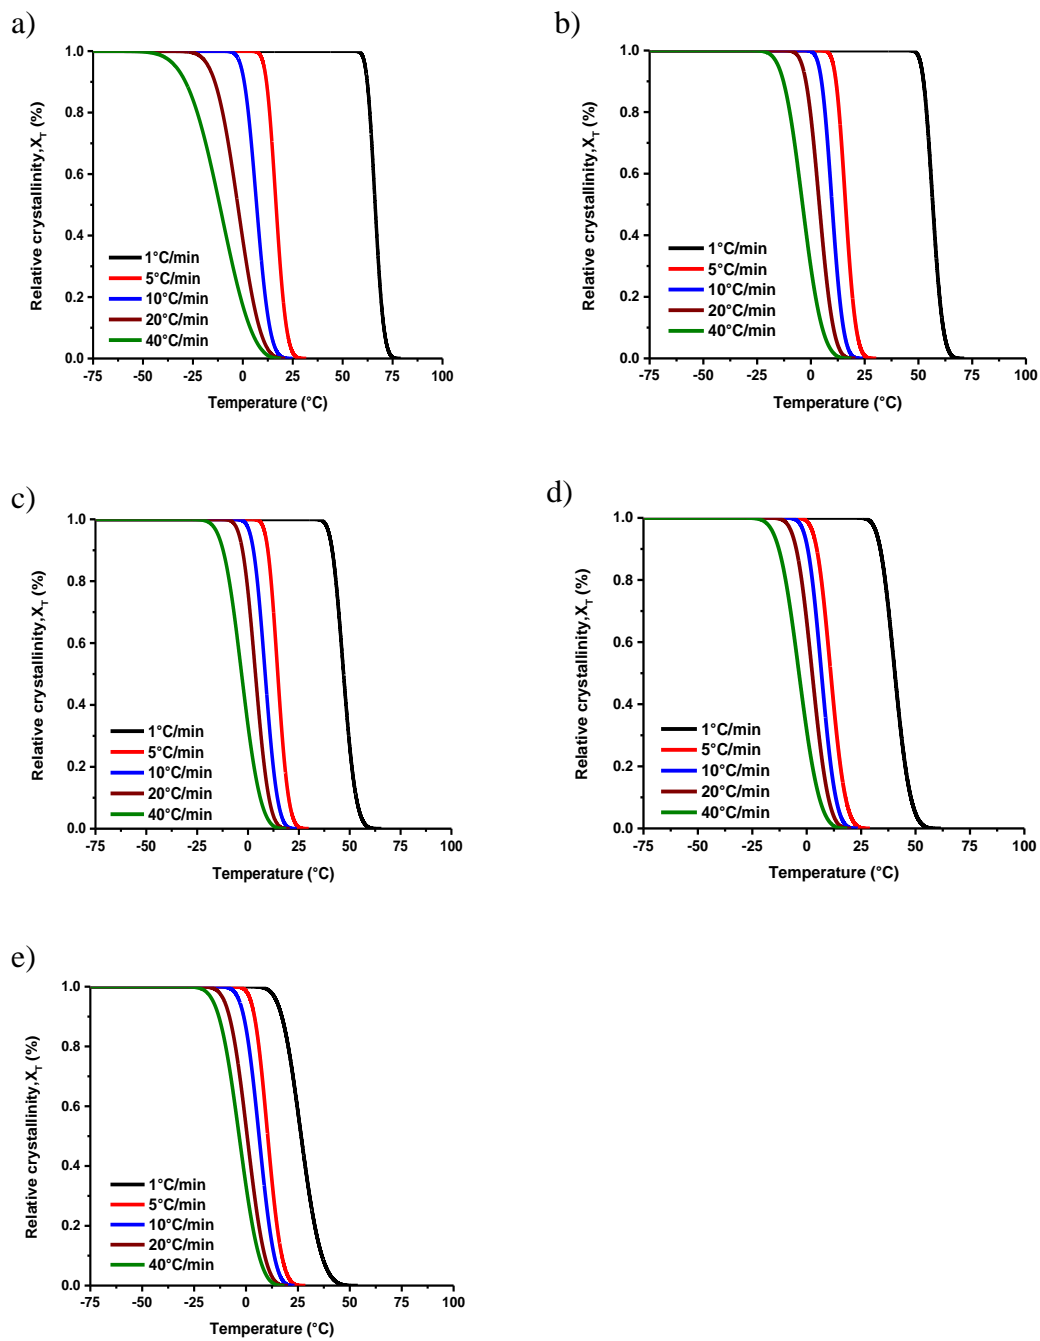 a)
Relative crystallinity,X_T (%)
1.0
0.8
0.6
0.4
0.2
0.0
1°C/min
5°C/min
10°C/min
20°C/min
40°C/min
-75 -50 -25 0 25 50 75 100
Temperature (°C)
b)
Relative crystallinity,X_T (%)
1.0
0.8
0.6
0.4
0.2
0.0
1°C/min
5°C/min
10°C/min
20°C/min
40°C/min
-75 -50 -25 0 25 50 75 100
Temperature (°C)
c)
Relative crystallinity,X_T (%)
1.0
0.8
0.6
0.4
0.2
0.0
1°C/min
5°C/min
10°C/min
20°C/min
40°C/min
-75 -50 -25 0 25 50 75 100
Temperature (°C)
d)
Relative crystallinity,X_T (%)
1.0
0.8
0.6
0.4
0.2
0.0
1°C/min
5°C/min
10°C/min
20°C/min
40°C/min
-75 -50 -25 0 25 50 75 100
Temperature (°C)
e)
Relative crystallinity,X_T (%)
1.0
0.8
0.6
0.4
0.2
0.0
1°C/min
5°C/min
10°C/min
20°C/min
40°C/min
-75 -50 -25 0 25 50 75 100
Temperature (°C)